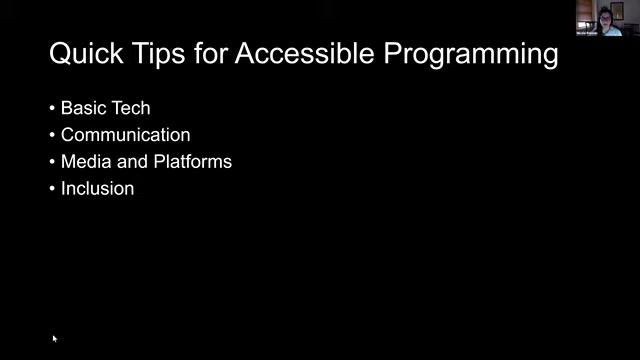 Quick Tips for Accessible Programming
• Basic Tech
• Communication
• Media and Platforms
• Inclusion